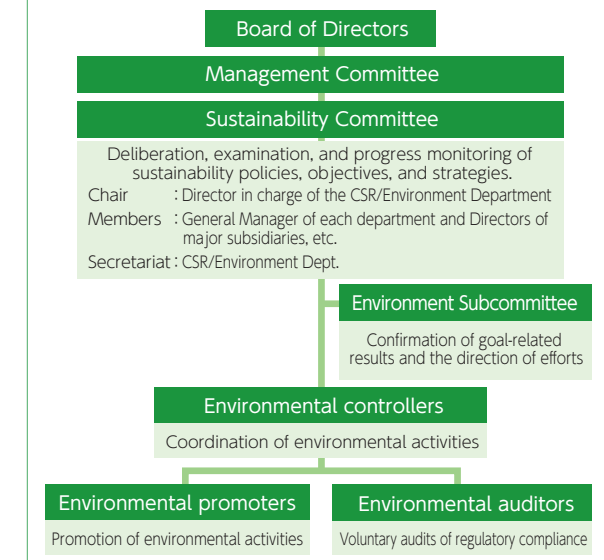 Board of Directors
Management Committee
Sustainability Committee
Deliberation, examination, and progress monitoring of
sustainability policies, objectives, and strategies.
Chair : Director in charge of the CSR/Environment Department
Members : General Manager of each department and Directors of
major subsidiaries, etc.
Secretariat : CSR/Environment Dept.
Environment Subcommittee
Confirmation of goal-related
results and the direction of efforts
Environmental controllers
Coordination of environmental activities
Environmental promoters
Promotion of environmental activities
Environmental auditors
Voluntary audits of regulatory compliance